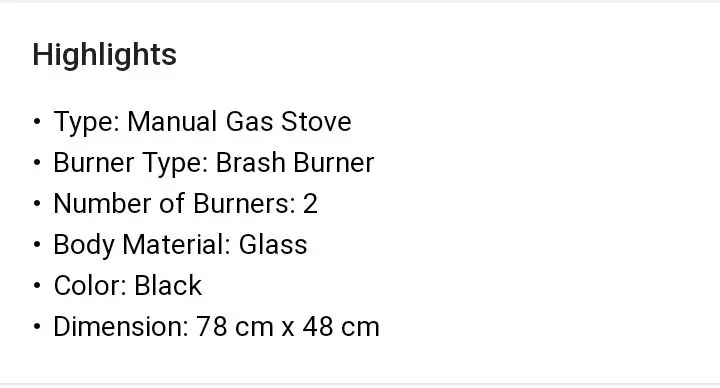 Highlights
• Type: Manual Gas Stove
• Burner Type: Brash Burner
• Number of Burners: 2
• Body Material: Glass
• Color: Black
• Dimension: 78 cm x 48 cm